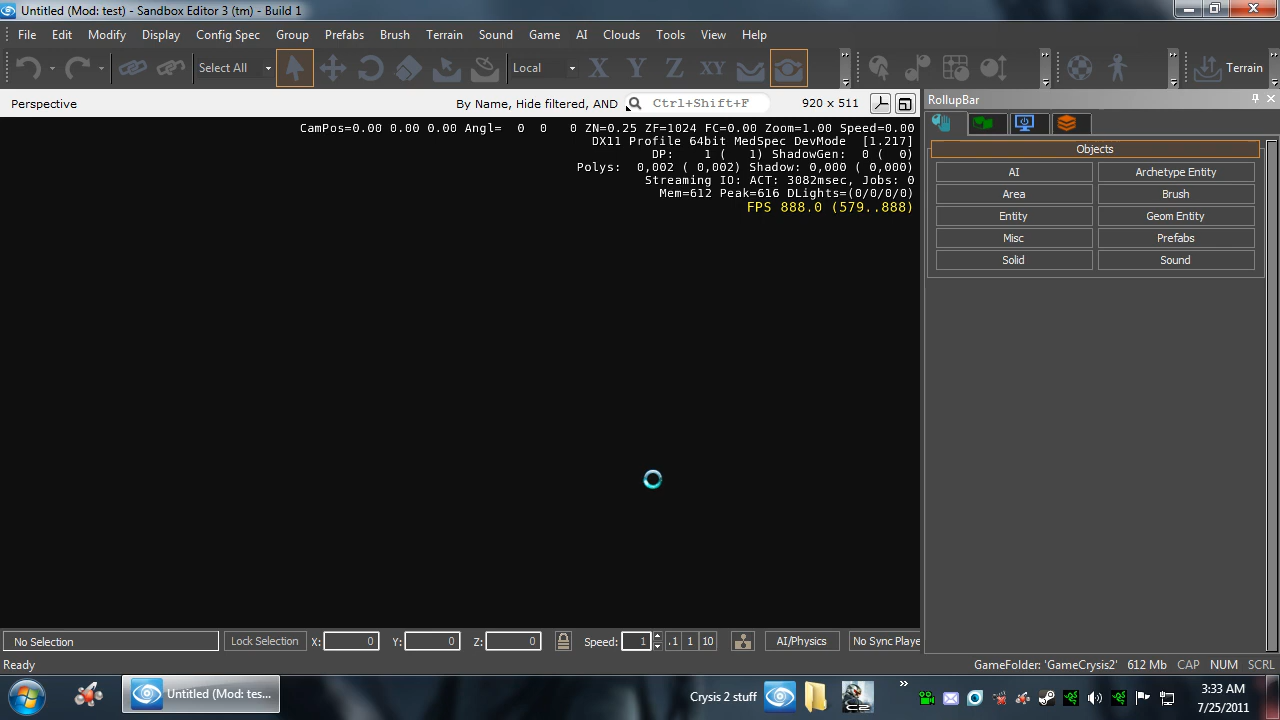 Untitled (Mod: test) - Sandbox Editor 3 (tm) - Build 1
File Edit Modify Display Config Spec Group Prefabs Brush Terrain Sound Game AI Clouds Tools View Help
Select All Local X Y Z XY Terrain
Perspective By Name, Hide filtered, AND Ctrl+Shift+F 920 x 511
RollupBar
CamPos=0.00 0.00 0.00 Angl= 0 0 0 ZN=0.25 ZF=1024 FC=0.00 Zoom=1.00 Speed=0.00
DX11 Profile 64bit MedSpec DevMode [1.217]
DP: 1 ( 1) ShadowGen: 0 ( 0)
Polys: 0,002 ( 0,002) Shadow: 0,000 ( 0,000)
Streaming IO: ACT: 3082msec, Jobs: 0
Mem=612 Peak=616 DLights=(0/0/0/0)
FPS 888.0 (579..888)
Objects
AI Archetype Entity
Area Brush
Entity Geom Entity
Misc Prefabs
Solid Sound
No Selection Lock Selection X: 0 Y: 0 Z: 0 Speed: 1 .1 1 10 AI/Physics No Sync Playe
Ready GameFolder: 'GameCrysis2' 612 Mb CAP NUM SCRL
Untitled (Mod: tes... Crysis 2 stuff C2 » 3:33 AM
7/25/2011